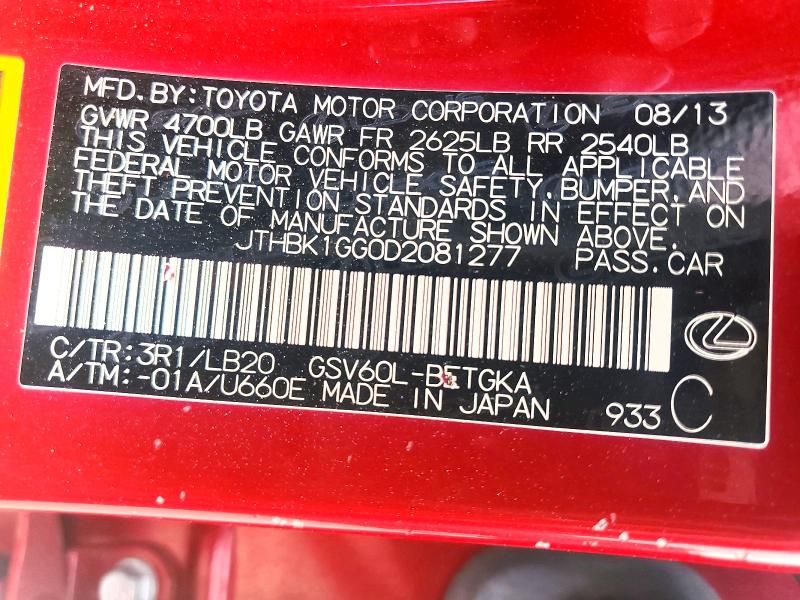 MFD. BY: TOYOTA MOTOR CORPORATION 08/13
GVWR 4700LB GAWR FR 2625LB RR 2540LB
THIS VEHICLE CONFORMS TO ALL APPLICABLE
FEDERAL MOTOR VEHICLE SAFETY, BUMPER, AND
THEFT PREVENTION STANDARDS IN EFFECT ON
THE DATE OF MANUFACTURE SHOWN ABOVE.
JTHBK1GG0D2081277 PASS. CAR
C/TR: 3R1/LB20 GSV60L-BETGKA
A/TM: -01A/U660E MADE IN JAPAN 933 C